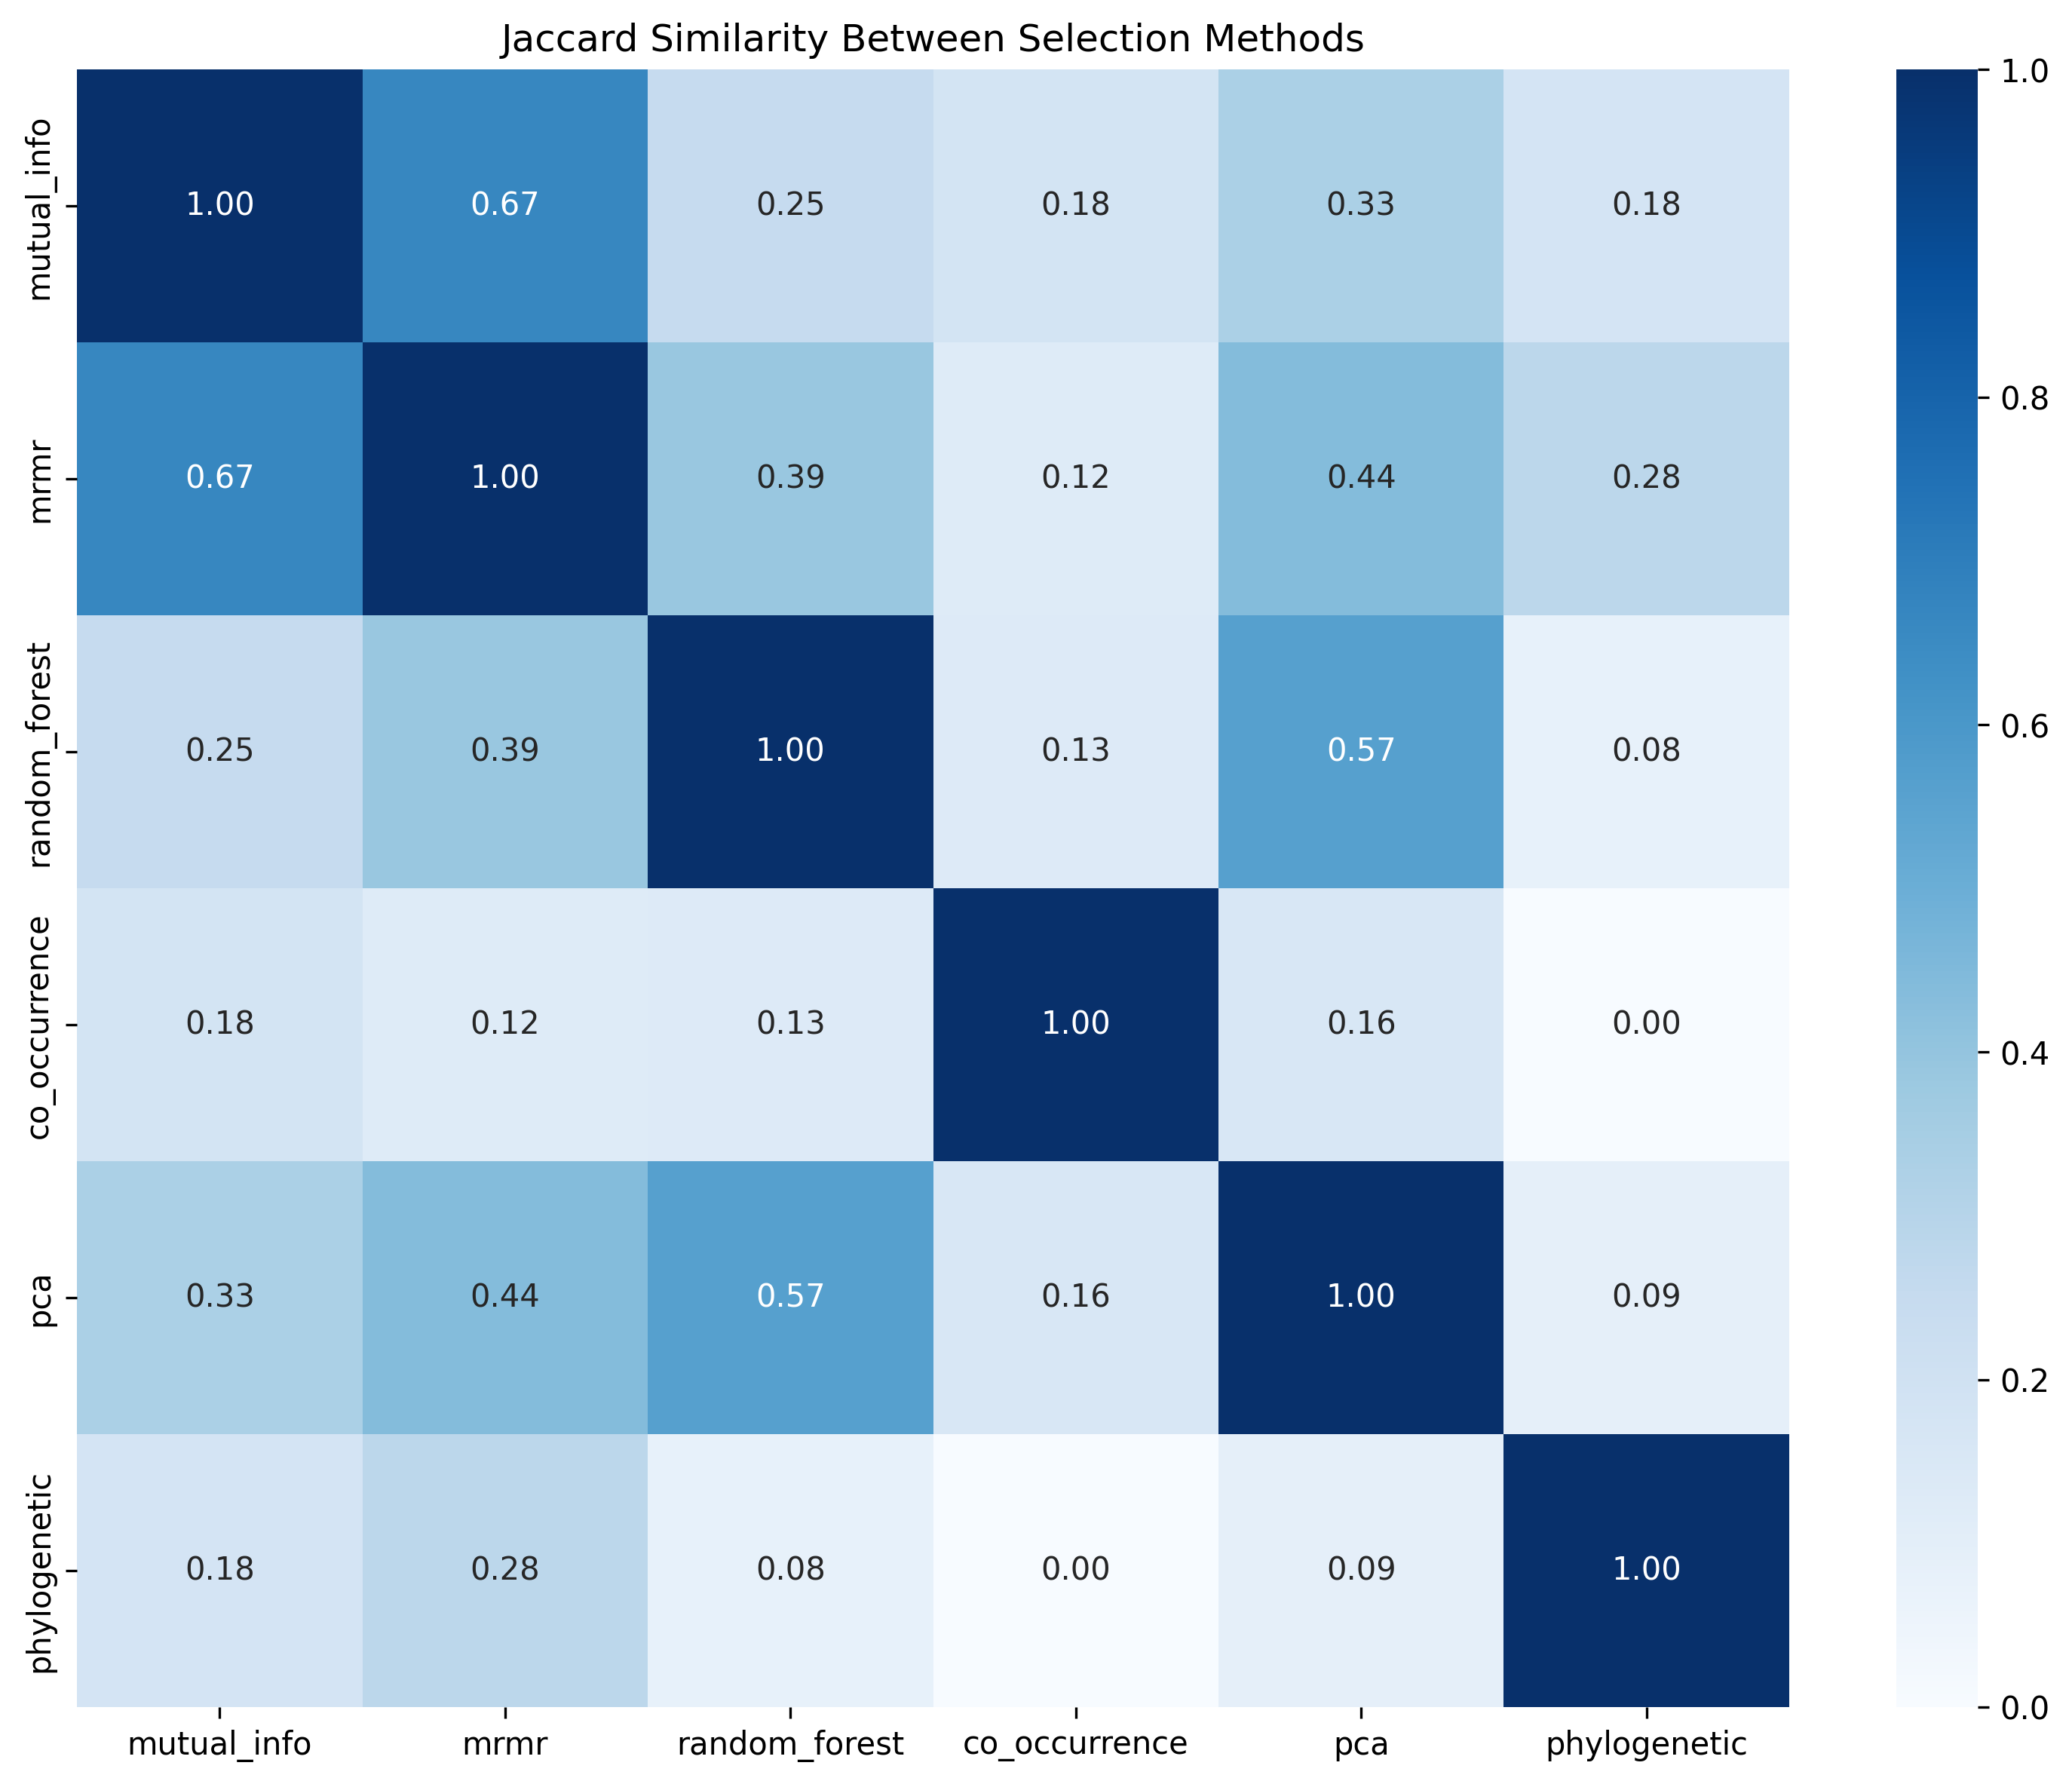 Jaccard Similarity Between Selection Methods
mutual_info
1.00 0.67 0.25 0.18 0.33 0.18
mrmr
0.67 1.00 0.39 0.12 0.44 0.28
random_forest
0.25 0.39 1.00 0.13 0.57 0.08
co_occurrence
0.18 0.12 0.13 1.00 0.16 0.00
pca
0.33 0.44 0.57 0.16 1.00 0.09
phylogenetic
0.18 0.28 0.08 0.00 0.09 1.00
mutual_info mrmr random_forest co_occurrence pca phylogenetic
1.0
0.8
0.6
0.4
0.2
0.0